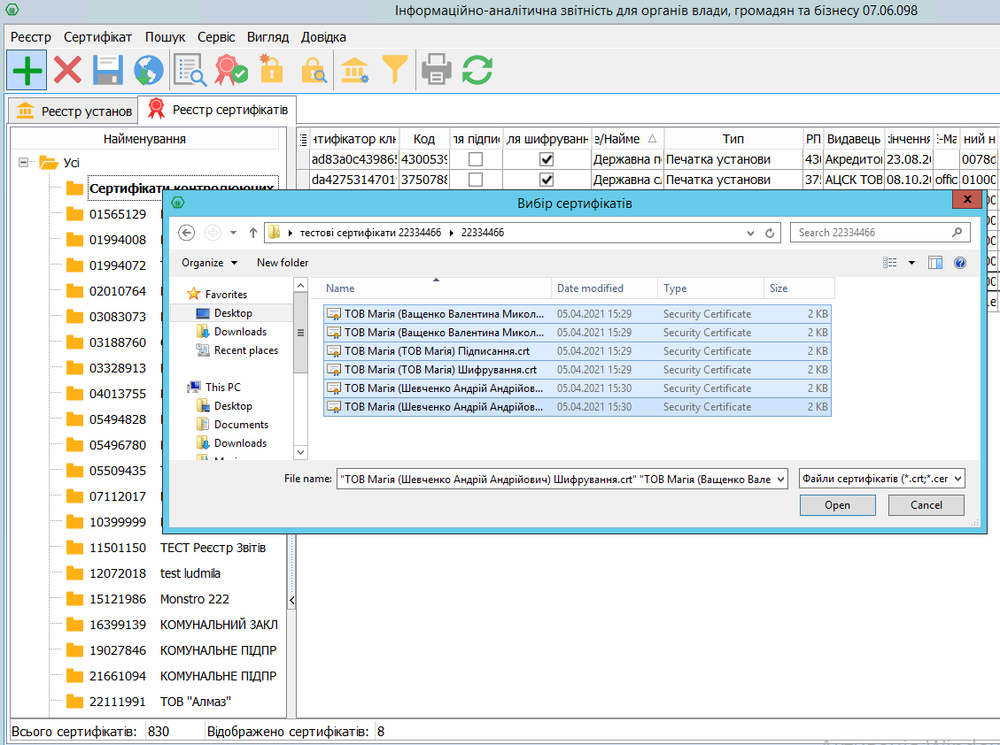 Інформаційно-аналітична звітність для органів влади, громадян та бізнесу 07.06.098
Реєстр Сертифікат Пошук Сервіс Вигляд Довідка
Реєстр установ Реєстр сертифікатів
Найменування
нтифікатор клю Код ля підпис ля шифруванн е/Найме Тип РП Видавець кінчення E-Ма ний н
Усі
ad83a0c439865 4300539 Державна п Печатка установи 43 Акредитов 23.08.20 0078d
Сертифікати контролюючих
da42753147019 3750788 Державна сл Печатка установи 375 АЦСК ТОВ 08.10.20 offic 01000
Вибір сертифікатів
01565129
тестові сертифікати 22334466 22334466
Search 22334466
01994008
Organize New folder
01994072
Name Date modified Type Size
02010764
Favorites
ТОВ Магія (Ващенко Валентина Микол... 05.04.2021 15:29 Security Certificate 2 KB
03083073
Desktop
ТОВ Магія (Ващенко Валентина Микол... 05.04.2021 15:29 Security Certificate 2 KB
Downloads
03188760
ТОВ Магія (ТОВ Магія) Підписання.crt 05.04.2021 15:29 Security Certificate 2 KB
Recent places
03328913
ТОВ Магія (ТОВ Магія) Шифрування.crt 05.04.2021 15:29 Security Certificate 2 KB
04013755
This PC
ТОВ Магія (Шевченко Андрій Андрійов... 05.04.2021 15:30 Security Certificate 2 KB
05494828
Desktop
ТОВ Магія (Шевченко Андрій Андрійов... 05.04.2021 15:30 Security Certificate 2 KB
Documents
05496780
Downloads
05509435
File name: "ТОВ Магія (Шевченко Андрій Андрійович) Шифрування.crt" "ТОВ Магія (Ващенко Вале Файли сертифікатів (*.crt;*.cer
07112017
Open Cancel
10399999
11501150 ТЕСТ Реєстр Звітів
12072018 test ludmila
15121986 Monstro 222
16399139 КОМУНАЛЬНИЙ ЗАКЛ
19027846 КОМУНАЛЬНЕ ПІДПР
21661094 КОМУНАЛЬНЕ ПІДПР
22111991 ТОВ "Алмаз"
Всього сертифікатів: 830 Відображено сертифікатів: 8